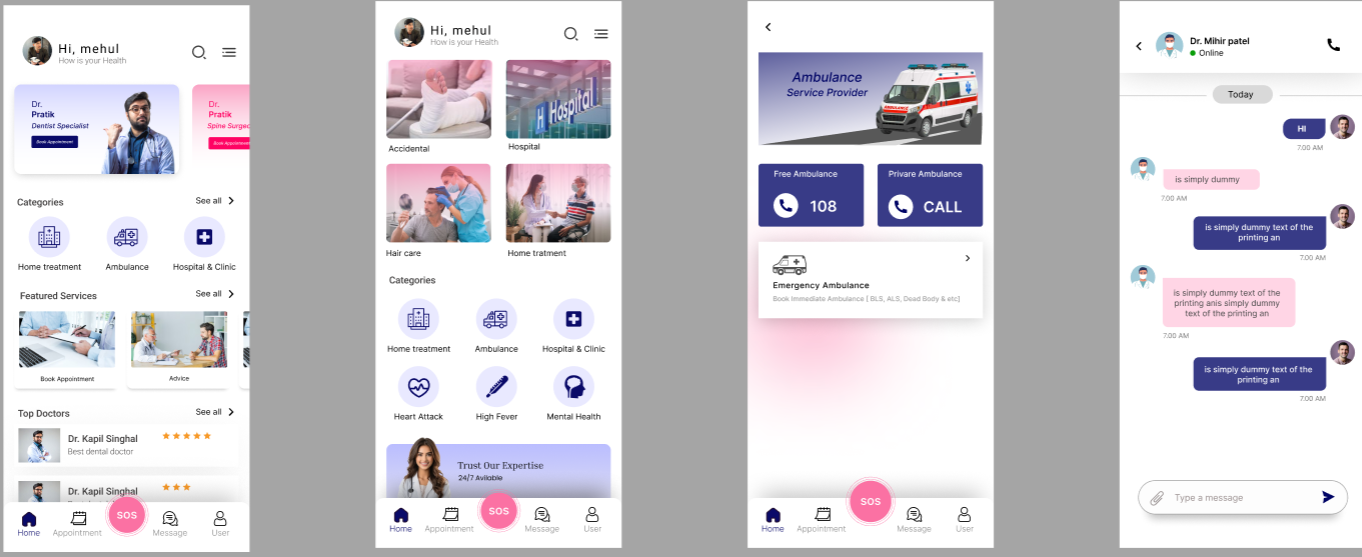 Hi, mehul
How is your Health
Dr.
Pratik
Dentist Specialist
Book Appointment
Dr.
Pratik
Spine Surgec
Book Appointment
Categories
See all
Home treatment
Ambulance
Hospital & Clinic
Featured Services
See all
Book Appointment
Advice
Top Doctors
See all
Dr. Kapil Singhal
Best dental doctor
Dr. Kapil Singhal
SOS
Home
Appointment
Message
User
Hi, mehul
How is your Health
H Hospital
Accidental
Hospital
Hair care
Home tratment
Categories
Home treatment
Ambulance
Hospital & Clinic
Heart Attack
High Fever
Mental Health
Trust Our Expertise
24/7 Avilable
SOS
Home
Appointment
Message
User
Ambulance
Service Provider
AMBULANCE
Free Ambulance
108
Private Ambulance
CALL
Emergency Ambulance
Book Immediate Ambulance [ BLS, ALS, Dead Body & etc]
SOS
Home
Appointment
Message
User
Dr. Mihir patel
Online
Today
HI
7.00 AM
is simply dummy
7.00 AM
is simply dummy text of the
printing an
7.00 AM
is simply dummy text of the
printing anis simply dummy
text of the printing an
7.00 AM
is simply dummy text of the
printing an
7.00 AM
Type a message